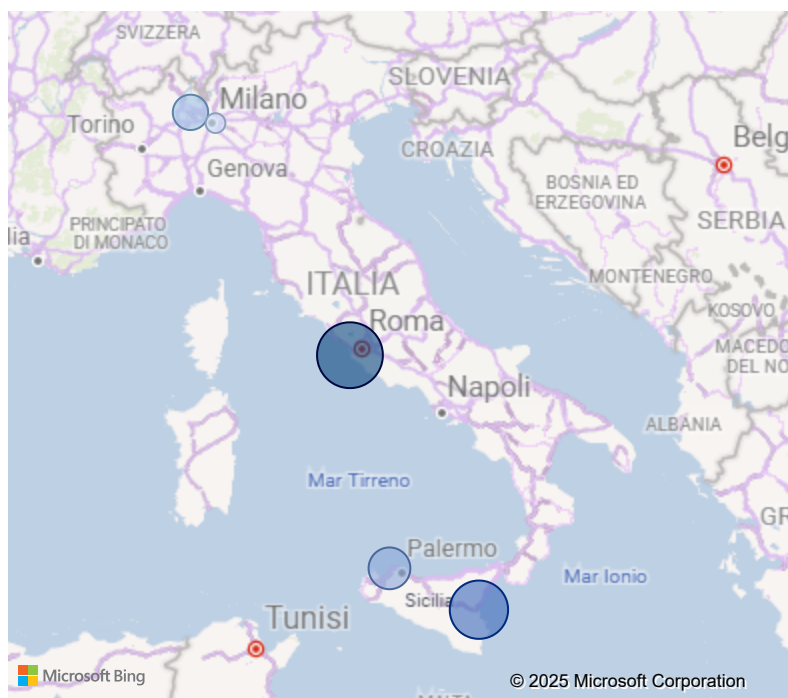 SVIZZERA
SLOVENIA
Milano
Torino
Belg
CROAZIA
Genova
BOSNIA ED
ERZEGOVINA
PRINCIPATO
DI MONACO
SERBIA
lia
ITALIA
MONTENEGRO
KOSOVO
Roma
MACEDO
DEL NO
Napoli
ALBANIA
Mar Tirreno
GR
Palermo
Mar Ionio
Sicilia
Tunisi
Microsoft Bing
© 2025 Microsoft Corporation